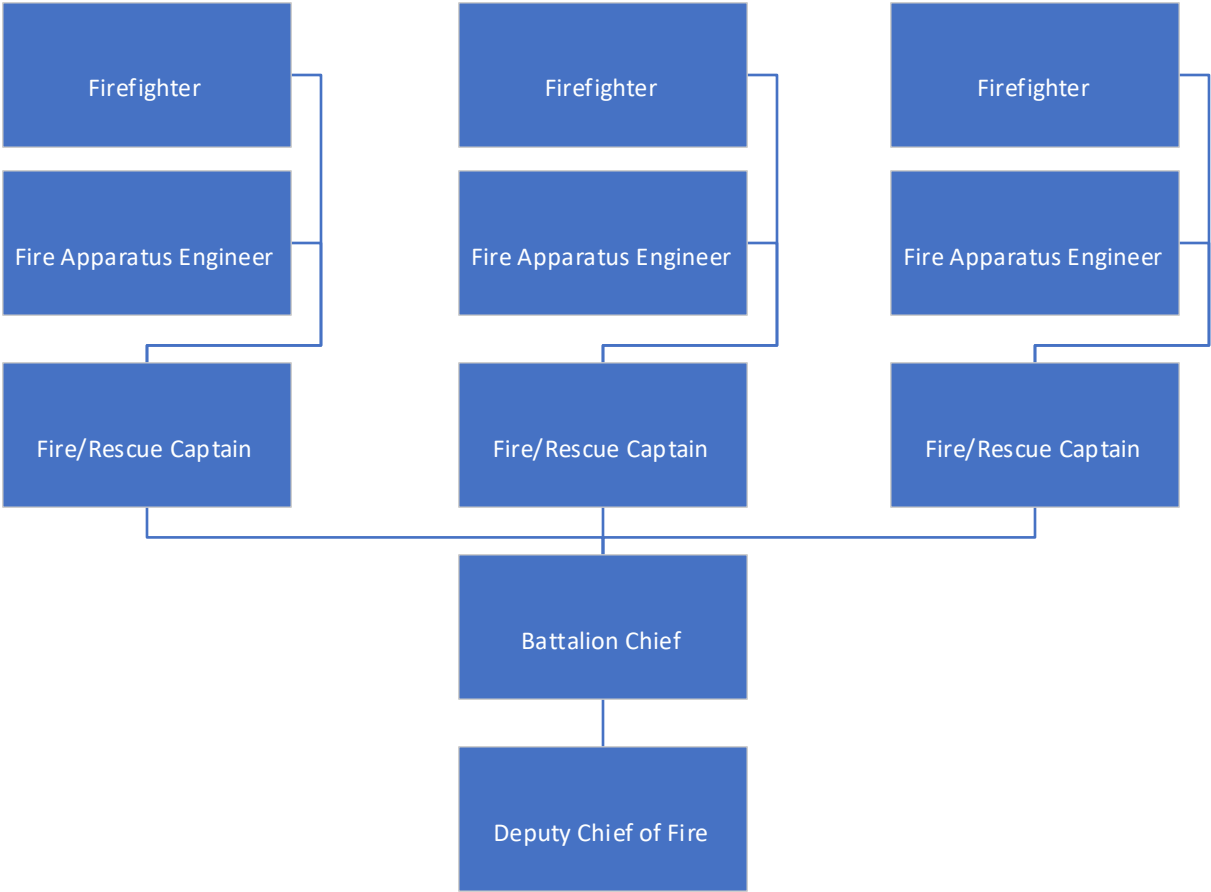 Firefighter
Firefighter
Firefighter
Fire Apparatus Engineer
Fire Apparatus Engineer
Fire Apparatus Engineer
Fire/Rescue Captain
Fire/Rescue Captain
Fire/Rescue Captain
Battalion Chief
Deputy Chief of Fire